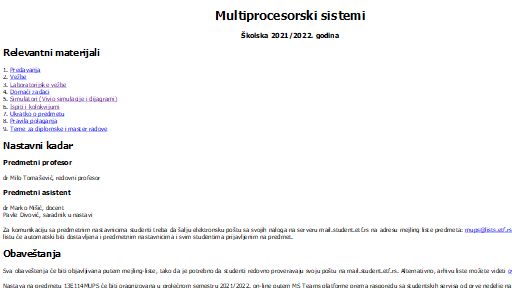 Multiprocesorski sistemi
Školska 2021/2022. godina
Relevantni materijali
1. Predavanja
2. Vežbe
3. Laboratorijske vežbe
4. Domaći zadaci
5. Simulatori (Vivio simulacije i dijagrami)
6. Ispiti i kolokvijumi
7. Ukratko o predmetu
8. Pravila polaganja
9. Teme za diplomske i master radove
Nastavni kadar
Predmetni profesor
dr Milo Tomašević, redovni profesor
Predmetni asistent
dr Marko Mišić, docent
Pavle Divović, saradnik u nastavi
Za komunikaciju sa predmetnim nastavnicima studenti treba da šalju elektronsku poštu sa svojih naloga na serveru mail.student.etf.rs na adresu mejling liste predmeta: mups@lists.etf.rs
listu će automatski biti dostavljena i predmetnim nastavnicima i svim studentima prijavljenim na predmet.
Obaveštanja
Sva obaveštenja će biti objavljivana putem mejling-liste, tako da je potrebno da studenti redovno proveravaju svoju poštu na mail.student.etf.rs. Alternativno, arhivu liste možete videti
Nastava na predmetu 13E114MUPS će biti organizovana u prolećnom semestru 2021/2022. on-line putem MS Teams platforme prema rasporedu sa studentskih servisa od prve nedelje